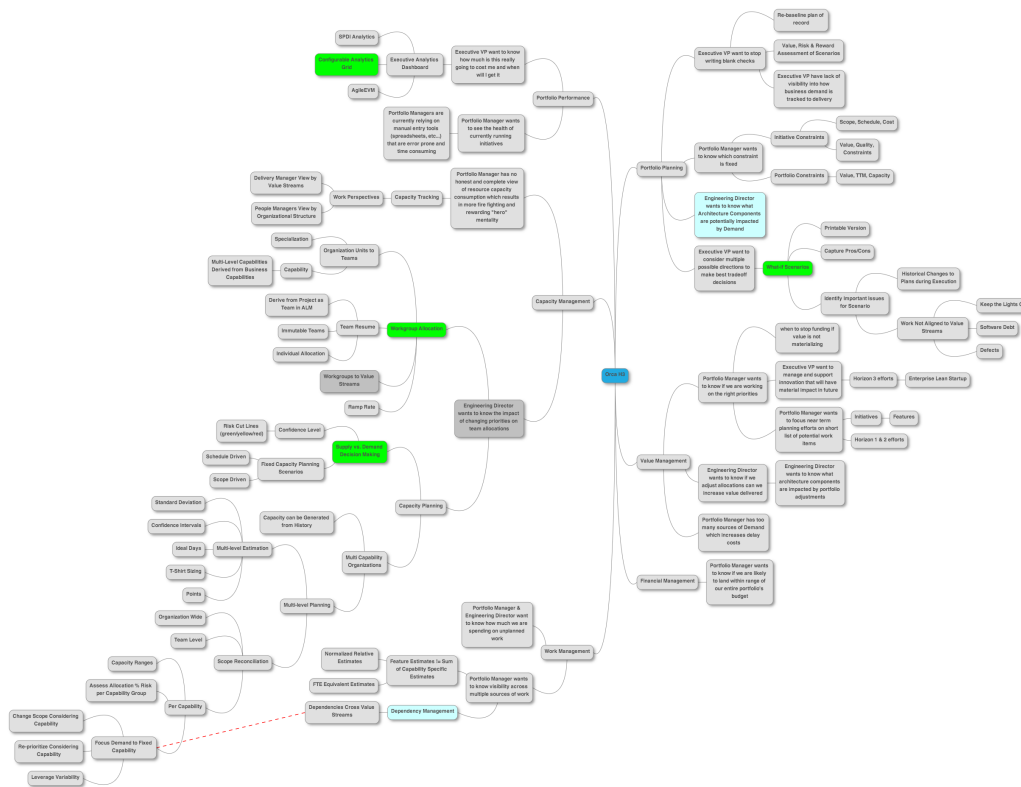 Orca H3
Portfolio Performance
Executive VP want to know
how much is this really
going to cost me and when
will I get it
Executive Analytics
Dashboard
SPDI Analytics
Configurable Analytics
Grid
AgileEVM
Portfolio Manager wants
to see the health of
currently running
initiatives
Portfolio Managers are
currently relying on
manual entry tools
(spreadsheets, etc...)
that are error prone and
time consuming
Capacity Management
Portfolio Manager has no
honest and complete view
of resource capacity
consumption which results
in more fire fighting and
rewarding "hero"
mentality
Capacity Tracking
Work Perspectives
Delivery Manager View by
Value Streams
People Managers View by
Organizational Structure
Engineering Director
wants to know the impact
of changing priorities on
team allocations
Workgroup Allocation
Organization Units to
Teams
Specialization
Capability
Multi-Level Capabilities
Derived from Business
Capabilities
Team Resume
Derive from Project as
Team in ALM
Immutable Teams
Individual Allocation
Workgroups to Value
Streams
Ramp Rate
Capacity Planning
Supply vs. Demand
Decision Making
Confidence Level
Risk Cut Lines
(green/yellow/red)
Fixed Capacity Planning
Scenarios
Schedule Driven
Scope Driven
Multi Capability
Organizations
Capacity can be Generated
from History
Multi-level Planning
Multi-level Estimation
Standard Deviation
Confidence Intervals
Ideal Days
T-Shirt Sizing
Points
Scope Reconciliation
Organization Wide
Team Level
Per Capability
Capacity Ranges
Assess Allocation % Risk
per Capability Group
Focus Demand to Fixed
Capability
Change Scope Considering
Capability
Re-prioritize Considering
Capability
Leverage Variability
Work Management
Portfolio Manager &
Engineering Director want
to know how much we are
spending on unplanned
work
Portfolio Manager wants
to know visibility across
multiple sources of work
Feature Estimates != Sum
of Capability Specific
Estimates
Normalized Relative
Estimates
FTE Equivalent Estimates
Dependency Management
Dependencies Cross Value
Streams
Portfolio Planning
Executive VP want to stop
writing blank checks
Re-baseline plan of
record
Value, Risk & Reward
Assessment of Scenarios
Executive VP have lack of
visibility into how
business demand is
tracked to delivery
Portfolio Manager wants
to know which constraint
is fixed
Initiative Constraints
Scope, Schedule, Cost
Value, Quality,
Constraints
Portfolio Constraints
Value, TTM, Capacity
Engineering Director
wants to know what
Architecture Components
are potentially impacted
by Demand
Executive VP want to
consider multiple
possible directions to
make best tradeoff
decisions
What If Scenarios
Printable Version
Capture Pros/Cons
Identify Important Issues
for Scenario
Historical Changes to
Plans during Execution
Work Not Aligned to Value
Streams
Keep the Lights
Software Debt
Defects
Value Management
Portfolio Manager wants
to know if we are working
on the right priorities
when to stop funding if
value is not
materializing
Executive VP want to
manage and support
innovation that will have
material impact in future
Horizon 3 efforts
Enterprise Lean Startup
Portfolio Manager wants
to focus near term
planning efforts on short
list of potential work
items
Initiatives
Features
Horizon 1 & 2 efforts
Engineering Director
wants to know if we
adjust allocations can we
increase value delivered
Engineering Director
wants to know what
architecture components
are impacted by portfolio
adjustments
Portfolio Manager has too
many sources of Demand
which increases delay
costs
Financial Management
Portfolio Manager wants
to know if we are likely
to land within range of
our entire portfolio's
budget